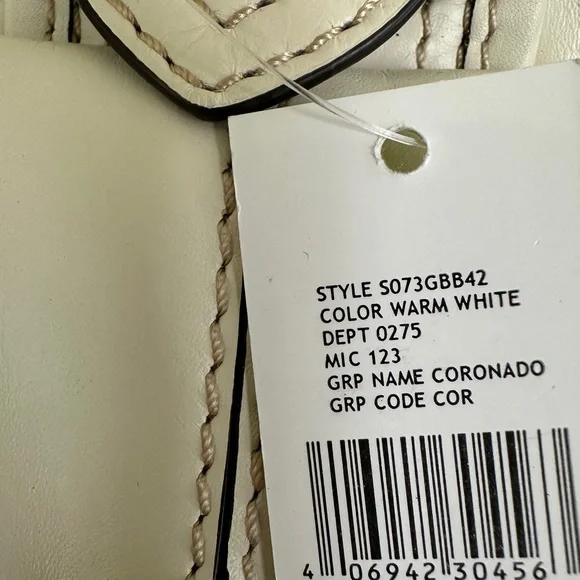 STYLE S073GBB42
COLOR WARM WHITE
DEPT 0275
MIC 123
GRP NAME CORONADO
GRP CODE COR
4 06942 30456